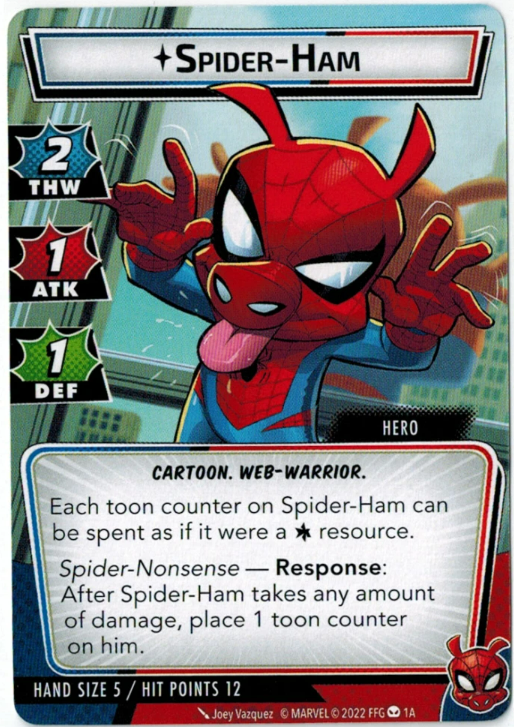 SPIDER-HAM
2
THW
1
ATK
1
DEF
HERO
CARTOON. WEB-WARRIOR.
Each toon counter on Spider-Ham can
be spent as if it were a resource.
Spider-Nonsense — Response:
After Spider-Ham takes any amount
of damage, place 1 toon counter
on him.
HAND SIZE 5 / HIT POINTS 12
Joey Vazquez © MARVEL © 2022 FFG 1A